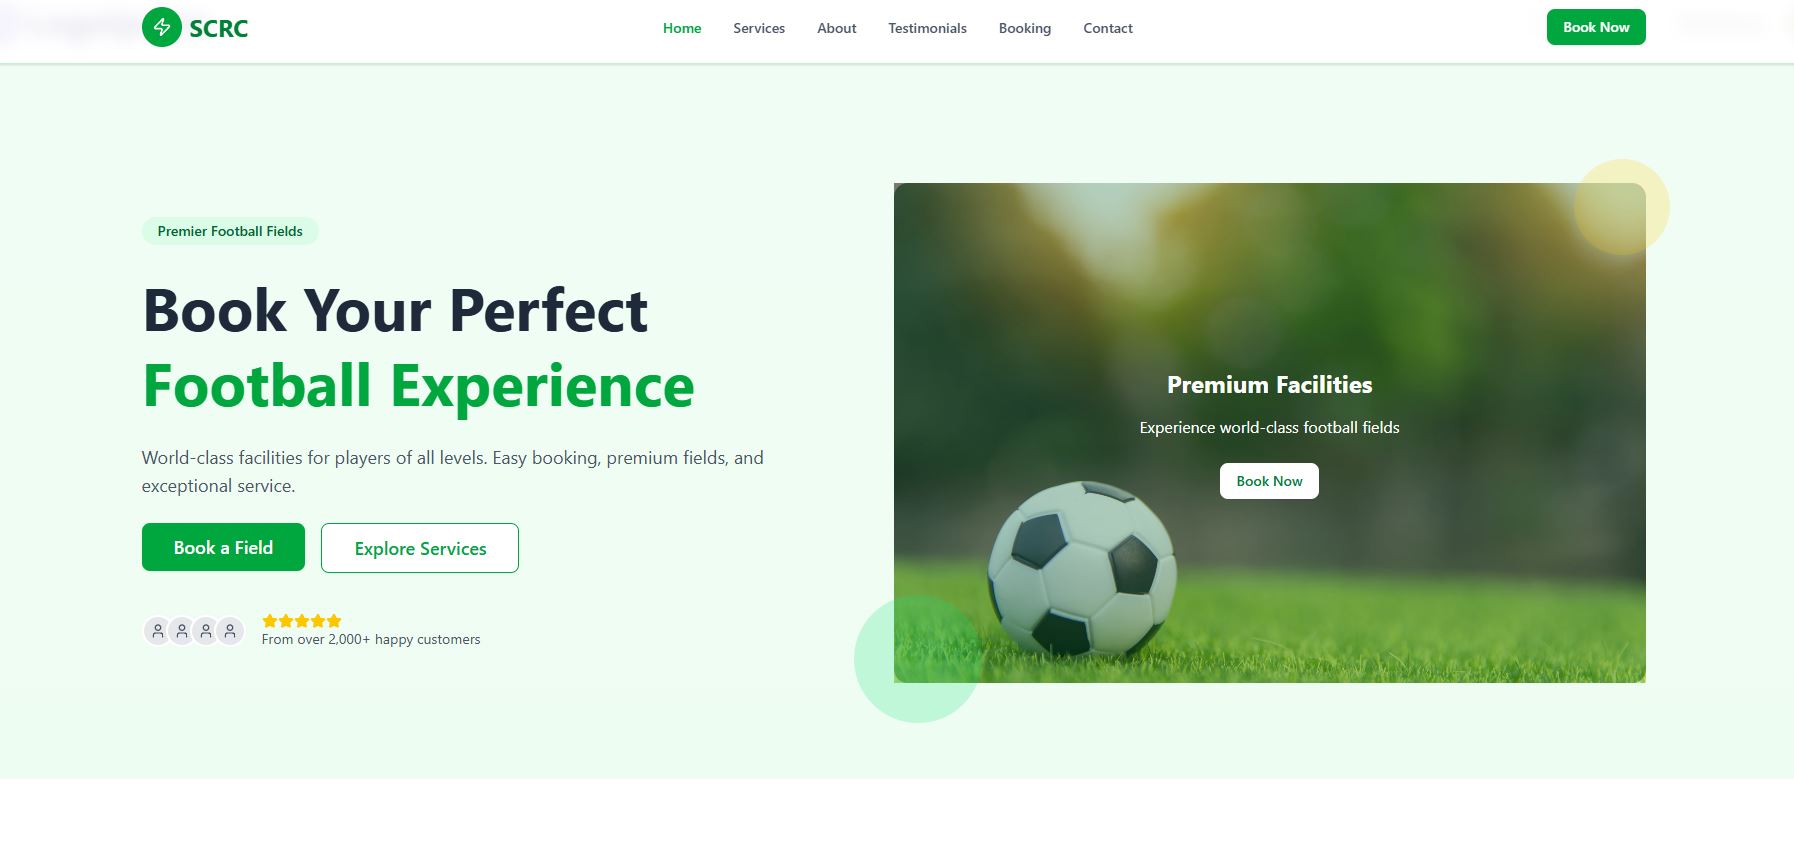 SCRC
Home
Services
About
Testimonials
Booking
Contact
Book Now
Premier Football Fields
Book Your Perfect
Football Experience
World-class facilities for players of all levels. Easy booking, premium fields, and
exceptional service.
Book a Field
Explore Services
From over 2,000+ happy customers
Premium Facilities
Experience world-class football fields
Book Now